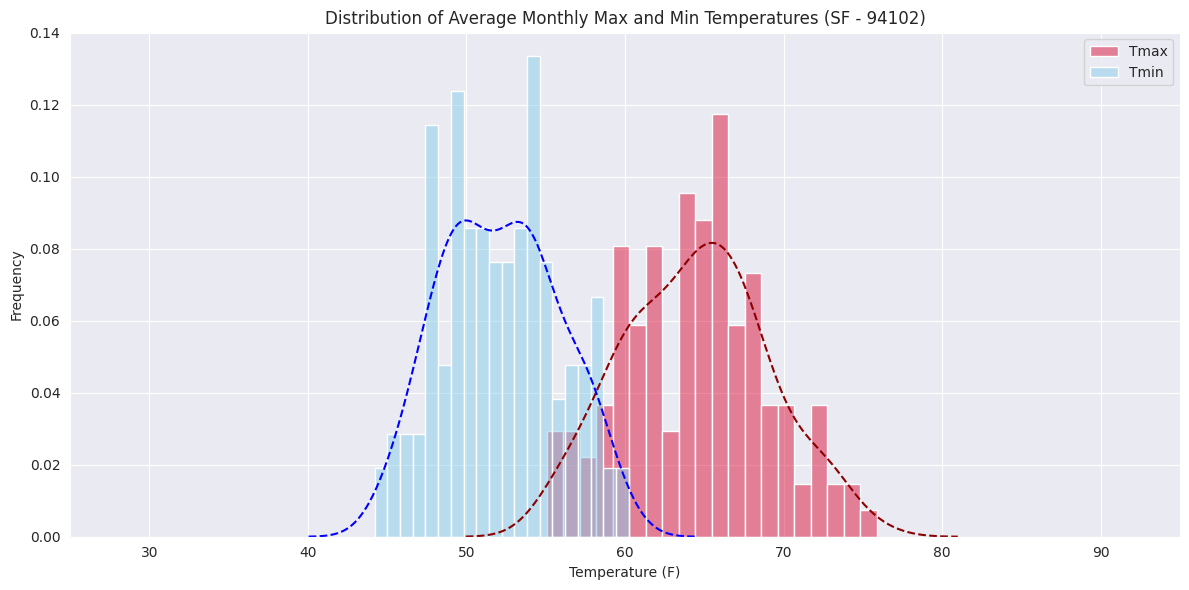 Distribution of Average Monthly Max and Min Temperatures (SF - 94102)
Tmax
Tmin
0.14
0.12
0.10
0.08
0.06
0.04
0.02
0.00
Frequency
30 40 50 60 70 80 90
Temperature (F)